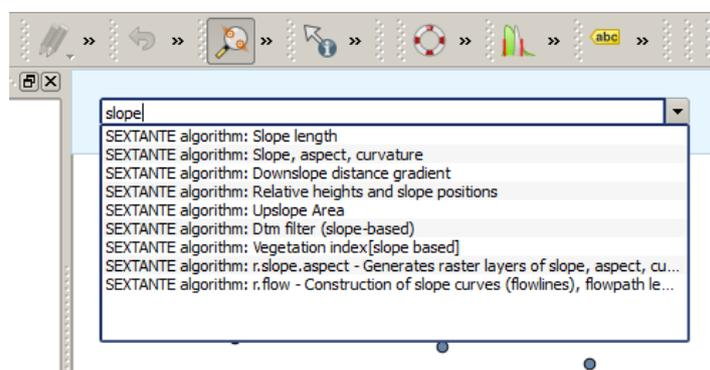 abc
slope
SEXTANTE algorithm: Slope length
SEXTANTE algorithm: Slope, aspect, curvature
SEXTANTE algorithm: Downslope distance gradient
SEXTANTE algorithm: Relative heights and slope positions
SEXTANTE algorithm: Upslope Area
SEXTANTE algorithm: Dtm filter (slope-based)
SEXTANTE algorithm: Vegetation index[slope based]
SEXTANTE algorithm: r.slope.aspect - Generates raster layers of slope, aspect, cu...
SEXTANTE algorithm: r.flow - Construction of slope curves (flowlines), flowpath le...